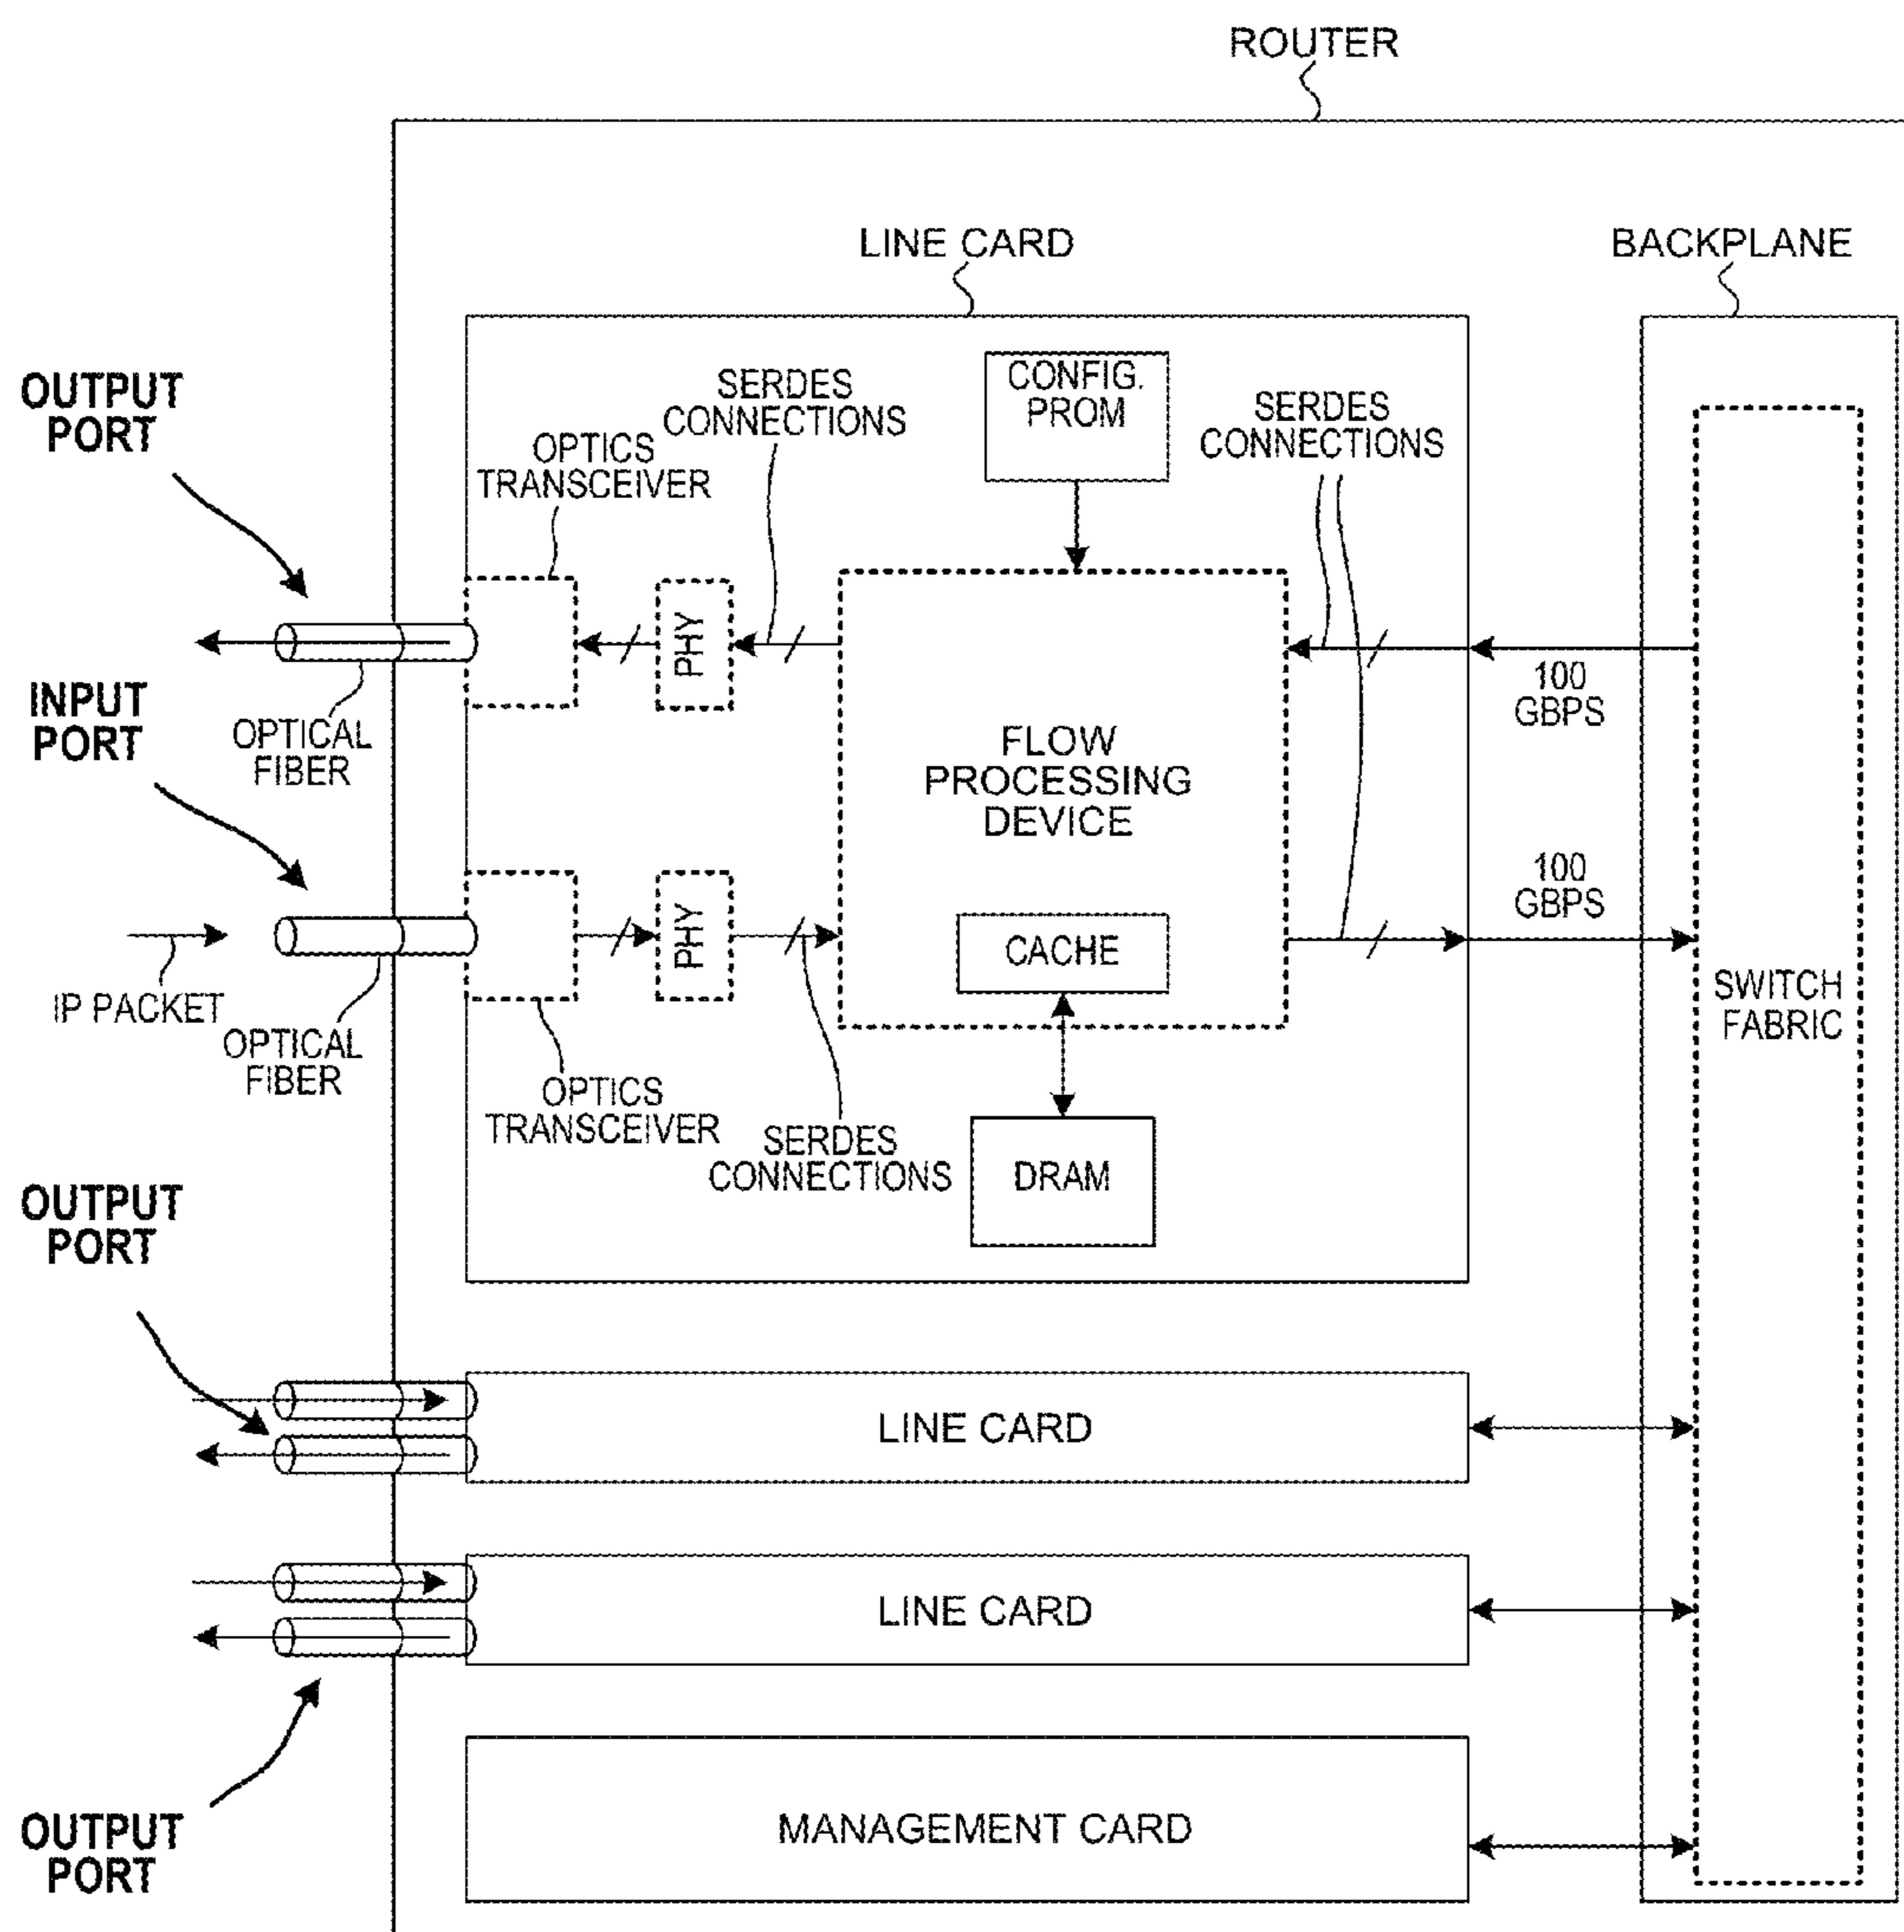 ROUTER
LINE CARD
BACKPLANE
OUTPUT
PORT
SERDES
CONNECTIONS
CONFIG.
PROM
SERDES
CONNECTIONS
OPTICS
TRANSCEIVER
PHY
INPUT
PORT
OPTICAL
FIBER
100
GBPS
FLOW
PROCESSING
DEVICE
100
GBPS
PHY
CACHE
IP PACKET
OPTICAL
FIBER
SWITCH
FABRIC
OPTICS
TRANSCEIVER
SERDES
CONNECTIONS
DRAM
OUTPUT
PORT
LINE CARD
LINE CARD
OUTPUT
PORT
MANAGEMENT CARD